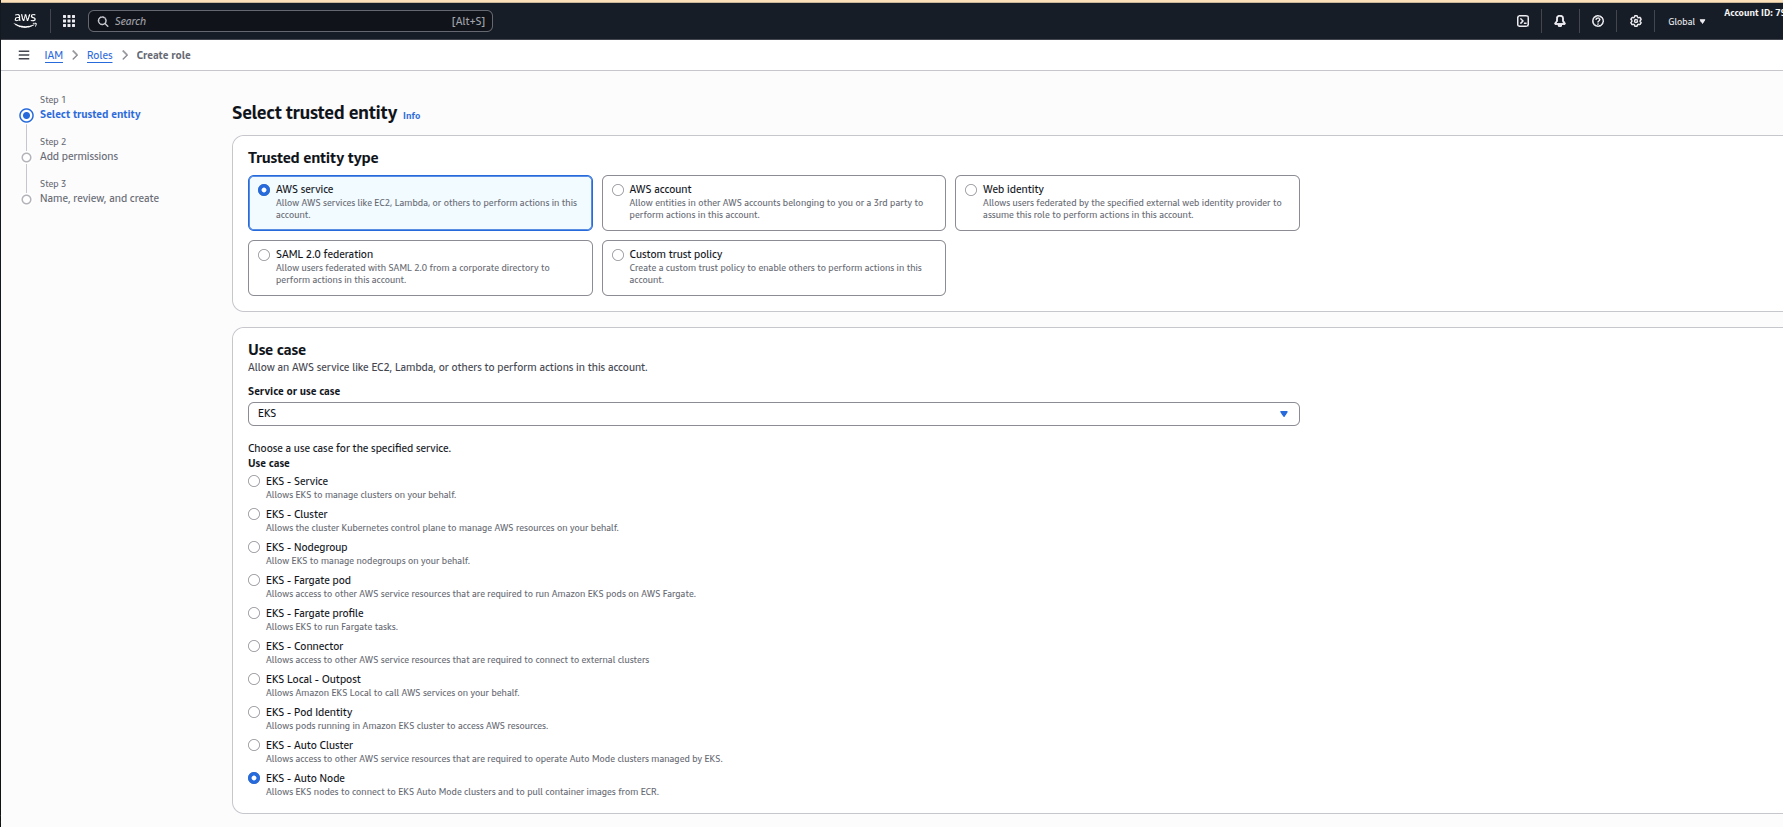 aws
Search
[Alt+S]
Global
Account ID: 75
IAM
Roles
Create role
Step 1
Select trusted entity
Step 2
Add permissions
Step 3
Name, review, and create
Select trusted entity Info
Trusted entity type
AWS service
Allow AWS services like EC2, Lambda, or others to perform actions in this
account.
AWS account
Allow entities in other AWS accounts belonging to you or a 3rd party to
perform actions in this account.
Web identity
Allows users federated by the specified external web identity provider to
assume this role to perform actions in this account.
SAML 2.0 federation
Allow users federated with SAML 2.0 from a corporate directory to
perform actions in this account.
Custom trust policy
Create a custom trust policy to enable others to perform actions in this
account.
Use case
Allow an AWS service like EC2, Lambda, or others to perform actions in this account.
Service or use case
EKS
Choose a use case for the specified service.
Use case
EKS - Service
Allows EKS to manage clusters on your behalf.
EKS - Cluster
Allows the cluster Kubernetes control plane to manage AWS resources on your behalf.
EKS - Nodegroup
Allow EKS to manage nodegroups on your behalf.
EKS - Fargate pod
Allows access to other AWS service resources that are required to run Amazon EKS pods on AWS Fargate.
EKS - Fargate profile
Allows EKS to run Fargate tasks.
EKS - Connector
Allows access to other AWS service resources that are required to connect to external clusters
EKS Local - Outpost
Allows Amazon EKS Local to call AWS services on your behalf.
EKS - Pod Identity
Allows pods running in Amazon EKS cluster to access AWS resources.
EKS - Auto Cluster
Allows access to other AWS service resources that are required to operate Auto Mode clusters managed by EKS.
EKS - Auto Node
Allows EKS nodes to connect to EKS Auto Mode clusters and to pull container images from ECR.